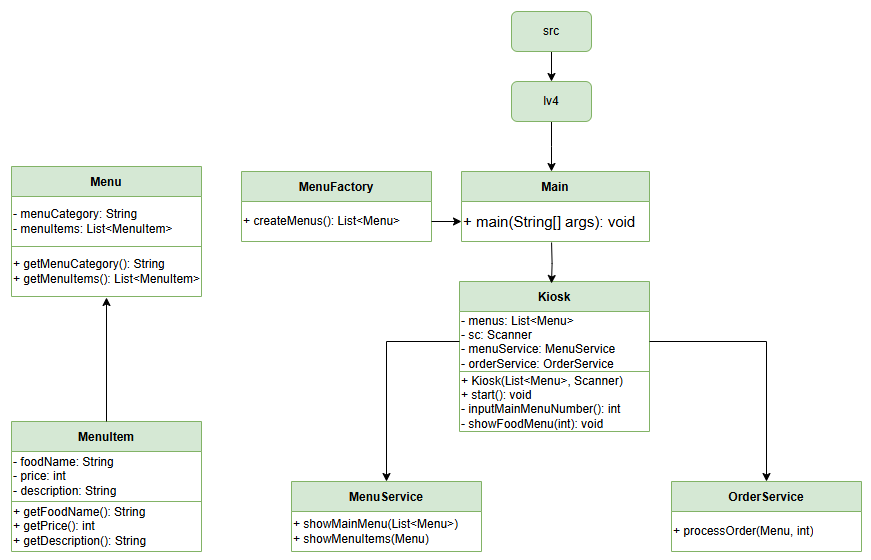 src
lv4
Menu
- menuCategory: String
- menuItems: List<MenuItem>
+ getMenuCategory(): String
+ getMenuItems(): List<MenuItem>
MenuFactory
+ createMenus(): List<Menu>
Main
+ main(String[] args): void
Kiosk
- menus: List<Menu>
- sc: Scanner
- menuService: MenuService
- orderService: OrderService
+ Kiosk(List<Menu>, Scanner)
+ start(): void
- inputMainMenuNumber(): int
- showFoodMenu(int): void
MenuItem
- foodName: String
- price: int
- description: String
+ getFoodName(): String
+ getPrice(): int
+ getDescription(): String
MenuService
+ showMainMenu(List<Menu>)
+ showMenuItems(Menu)
OrderService
+ processOrder(Menu, int)